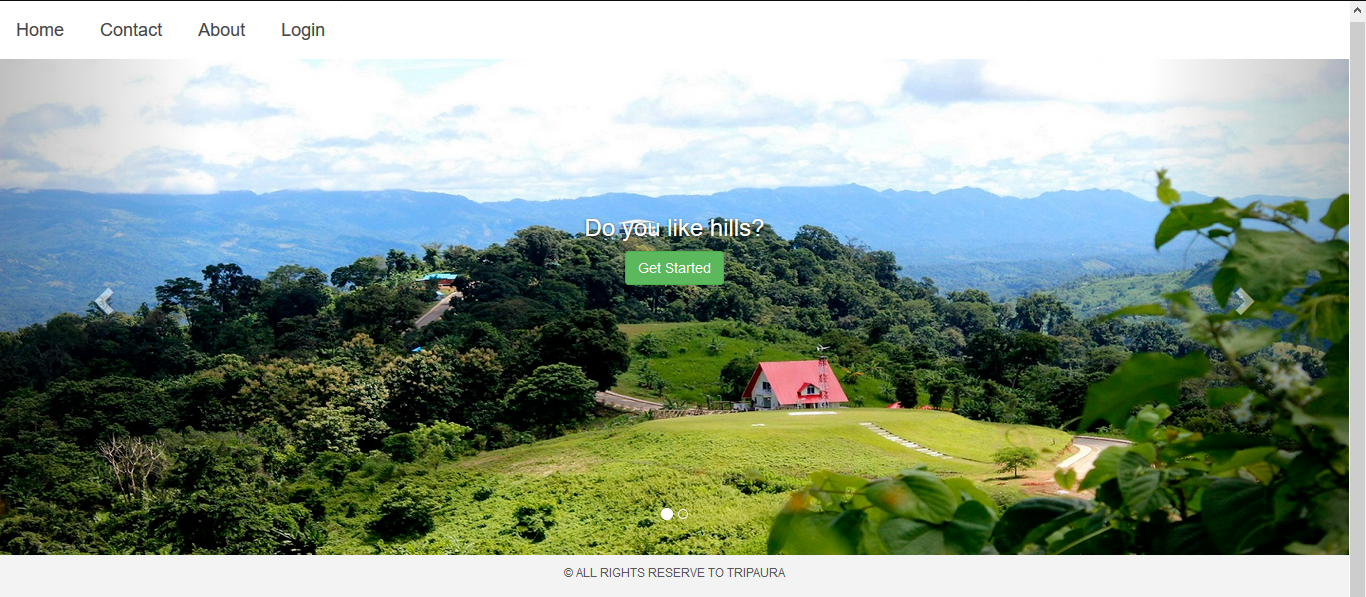 Home Contact About Login
Do you like hills?
Get Started
© ALL RIGHTS RESERVE TO TRIPAURA